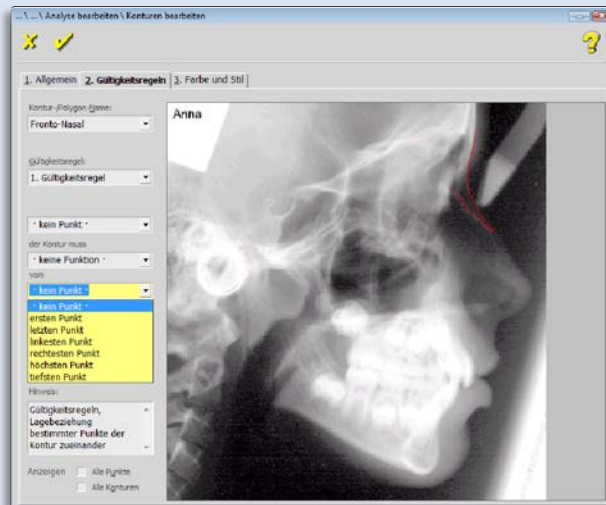 ... \ ... \ Analyse bearbeiten \ Konturen bearbeiten
1. Allgemein
2. Gültigkeitsregeln
3. Farbe und Stil
Kontur-/Polygon-Name:
Fronto-Nasal
Gültigkeitsregel:
1. Gültigkeitsregel
- kein Punkt -
der Kontur muss
- keine Funktion -
vom
- kein Punkt -
- kein Punkt -
ersten Punkt
letzten Punkt
linkesten Punkt
rechtesten Punkt
höchsten Punkt
tiefsten Punkt
Hinweis:
Gültigkeitsregeln,
Lagebeziehung
bestimmter Punkte der
Kontur zueinander
Anzeigen
Alle Punkte
Alle Konturen
Anna